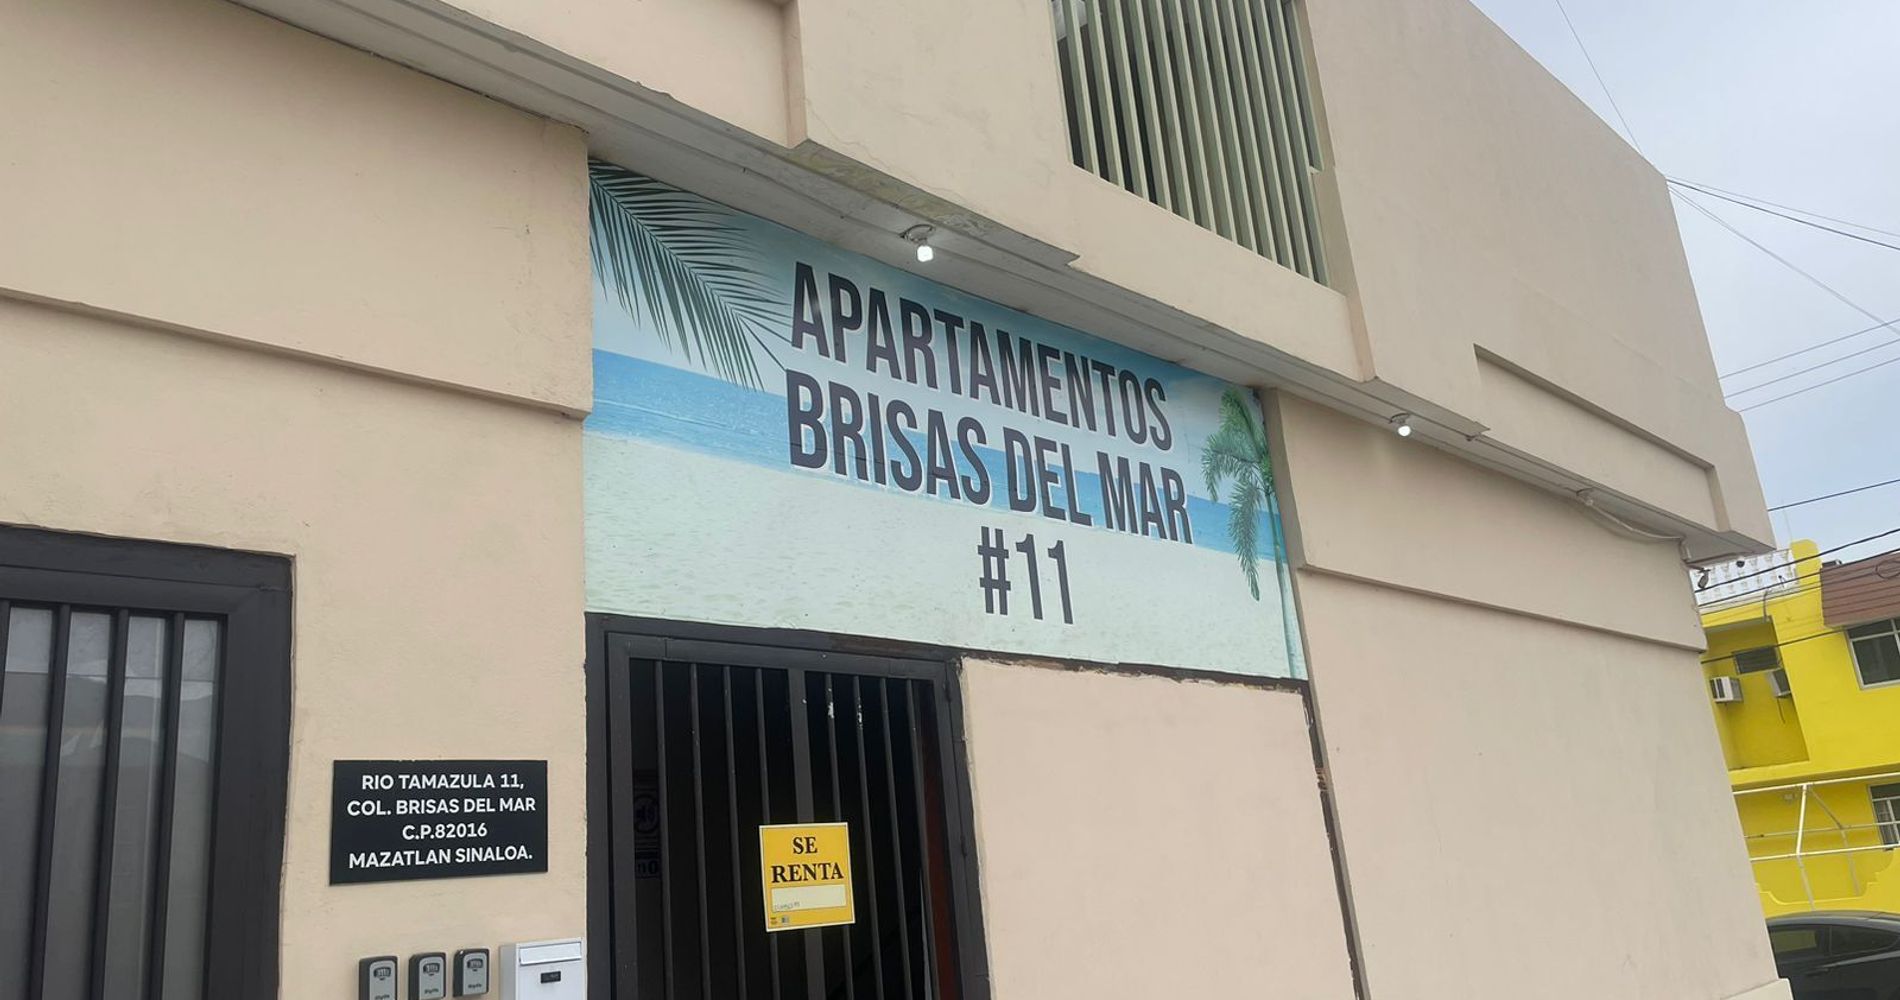 APARTAMENTOS
BRISAS DEL MAR
#11
RIO TAMAZULA 11,
COL. BRISAS DEL MAR
C.P.82016
MAZATLAN SINALOA.
SE
RENTA